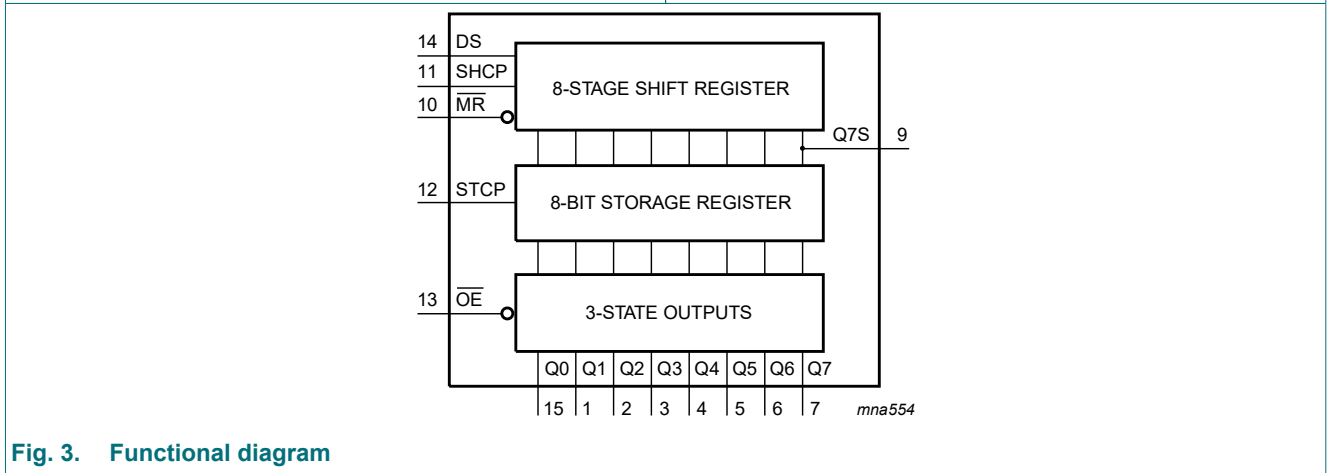 14 DS
11 SHCP
8-STAGE SHIFT REGISTER
10 MR
Q7S 9
12 STCP
8-BIT STORAGE REGISTER
13 OE
3-STATE OUTPUTS
Q0 Q1 Q2 Q3 Q4 Q5 Q6 Q7
15 1 2 3 4 5 6 7 mna554
Fig. 3. Functional diagram